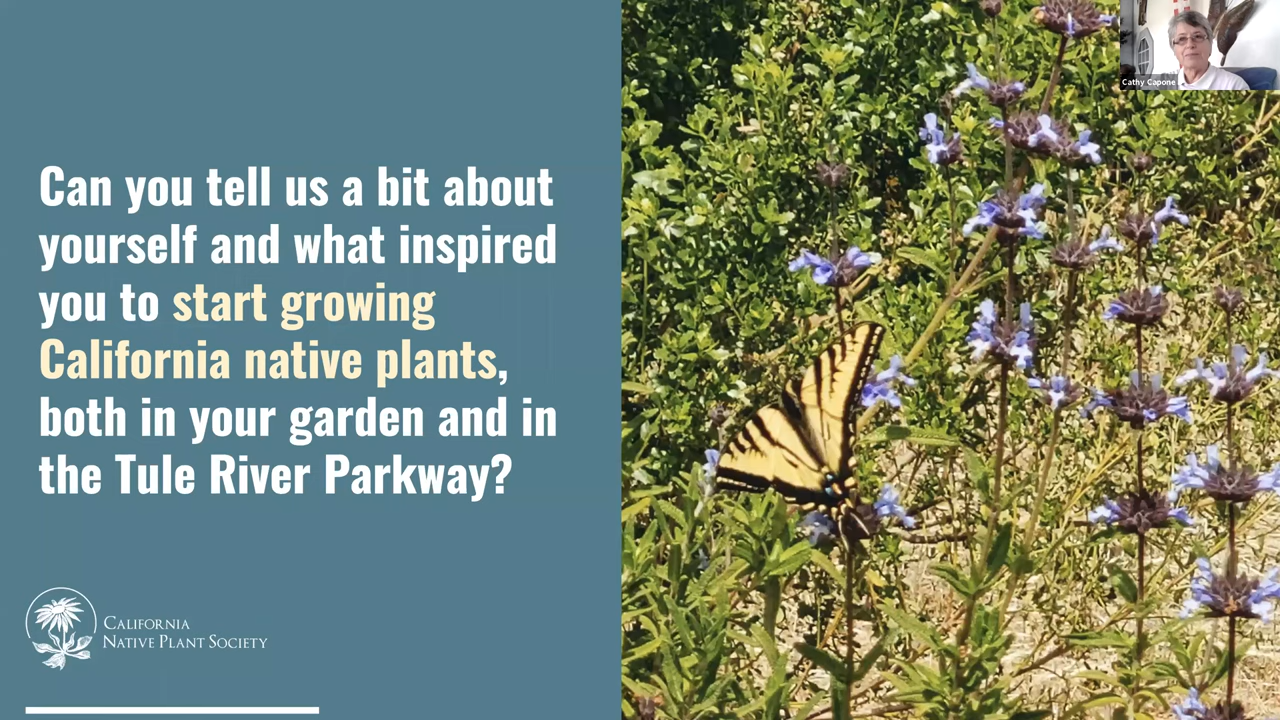 Cathy Capone
Can you tell us a bit about
yourself and what inspired
you to start growing
California native plants,
both in your garden and in
the Tule River Parkway?
California
Native Plant Society